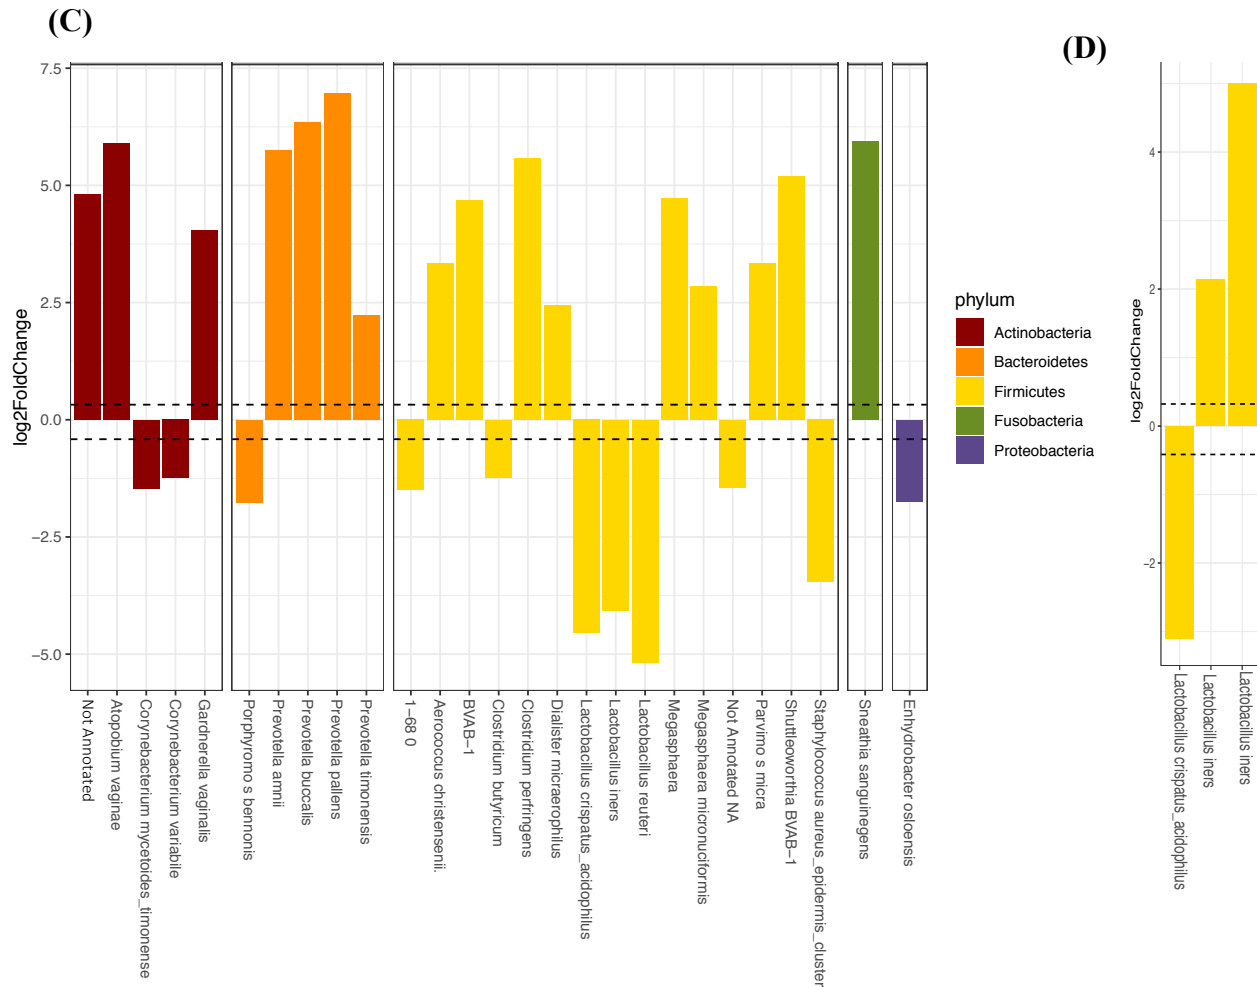 (C)
7.5
5.0
2.5
0.0
−2.5
−5.0
log2FoldChange
Not Annotated
Atopobium vaginae
Corynebacterium mycetoides_timonense
Corynebacterium variabile
Gardnerella vaginalis
Porphyromo s bennonis
Prevotella amnii
Prevotella buccalis
Prevotella pallens
Prevotella timonensis
1−68 0
Aerococcus christensenii.
BVAB−1
Clostridium butyricum
Clostridium perfringens
Dialister micraerophilus
Lactobacillus crispatus_acidophilus
Lactobacillus iners
Lactobacillus reuteri
Megasphaera
Megasphaera micronuciformis
Not Annotated NA
Parvimo s micra
Shuttleoworthia BVAB−1
Staphylococcus aureus_epidermis_cluster
Sneathia sanguinegens
Enhydrobacter osloensis
phylum
Actinobacteria
Bacteroidetes
Firmicutes
Fusobacteria
Proteobacteria
(D)
4
2
0
−2
log2FoldChange
Lactobacillus crispatus_acidophilus
Lactobacillus iners
Lactobacillus iners